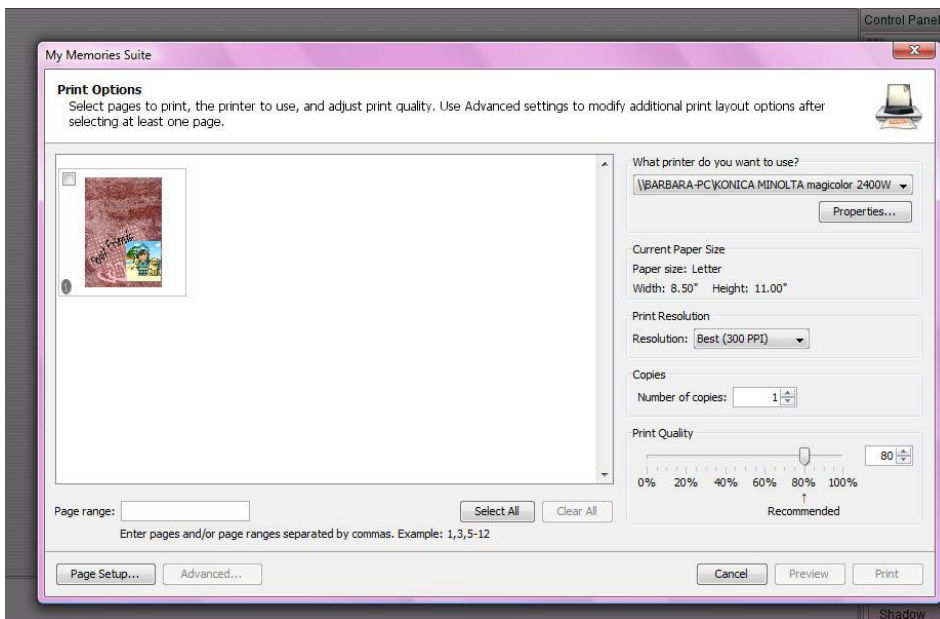 Control Panel
My Memories Suite
Print Options
Select pages to print, the printer to use, and adjust print quality. Use Advanced settings to modify additional print layout options after
selecting at least one page.
What printer do you want to use?
\\BARBARA-PC\KONICA MINOLTA magicolor 2400W
Properties...
Best Friends
1
Current Paper Size
Paper size: Letter
Width: 8.50" Height: 11.00"
Print Resolution
Resolution: Best (300 PPI)
Copies
Number of copies: 1
Print Quality
80
0% 20% 40% 60% 80% 100%
Recommended
Page range:
Select All Clear All
Enter pages and/or page ranges separated by commas. Example: 1,3,5-12
Page Setup... Advanced... Cancel Preview Print
Shadow